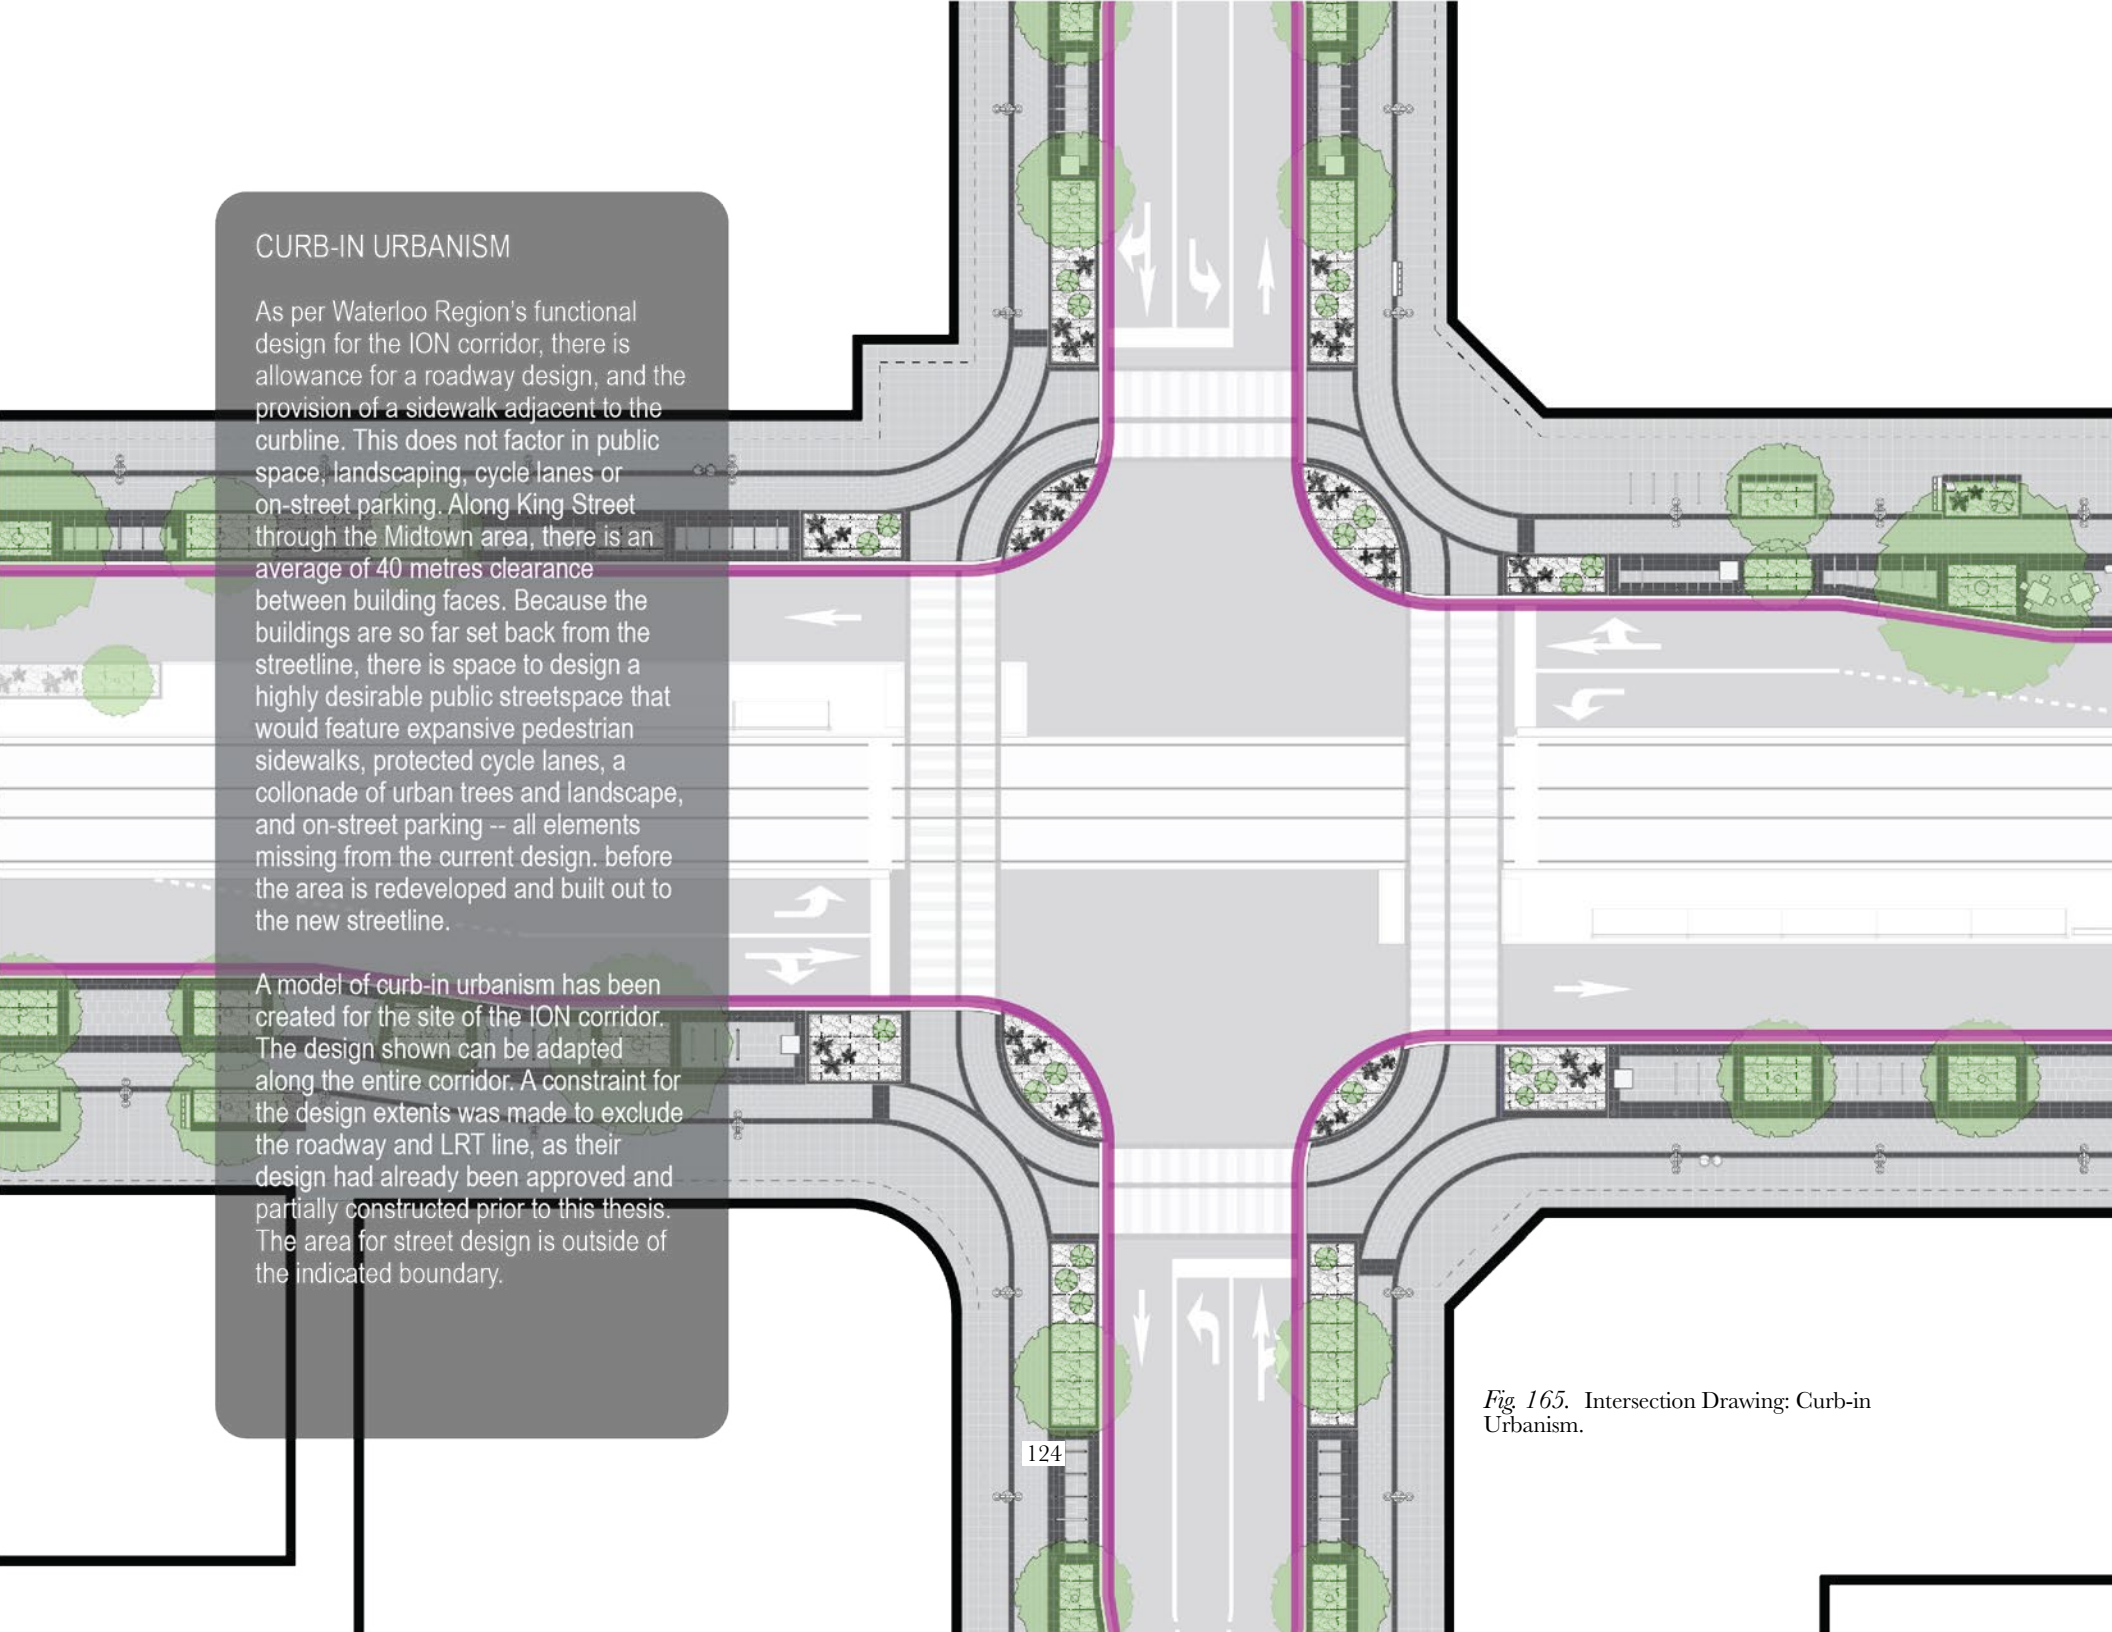 CURB-IN URBANISM
As per Waterloo Region's functional
design for the ION corridor, there is
allowance for a roadway design, and the
provision of a sidewalk adjacent to the
curbline. This does not factor in public
space, landscaping, cycle lanes or
on-street parking. Along King Street
through the Midtown area, there is an
average of 40 metres clearance
between building faces. Because the
buildings are so far set back from the
streetline, there is space to design a
highly desirable public streetspace that
would feature expansive pedestrian
sidewalks, protected cycle lanes, a
collonade of urban trees and landscape,
and on-street parking -- all elements
missing from the current design. before
the area is redeveloped and built out to
the new streetline.
A model of curb-in urbanism has been
created for the site of the ION corridor.
The design shown can be adapted
along the entire corridor. A constraint for
the design extents was made to exclude
the roadway and LRT line, as their
design had already been approved and
partially constructed prior to this thesis.
The area for street design is outside of
the indicated boundary.
Fig. 165. Intersection Drawing: Curb-in
Urbanism.
124